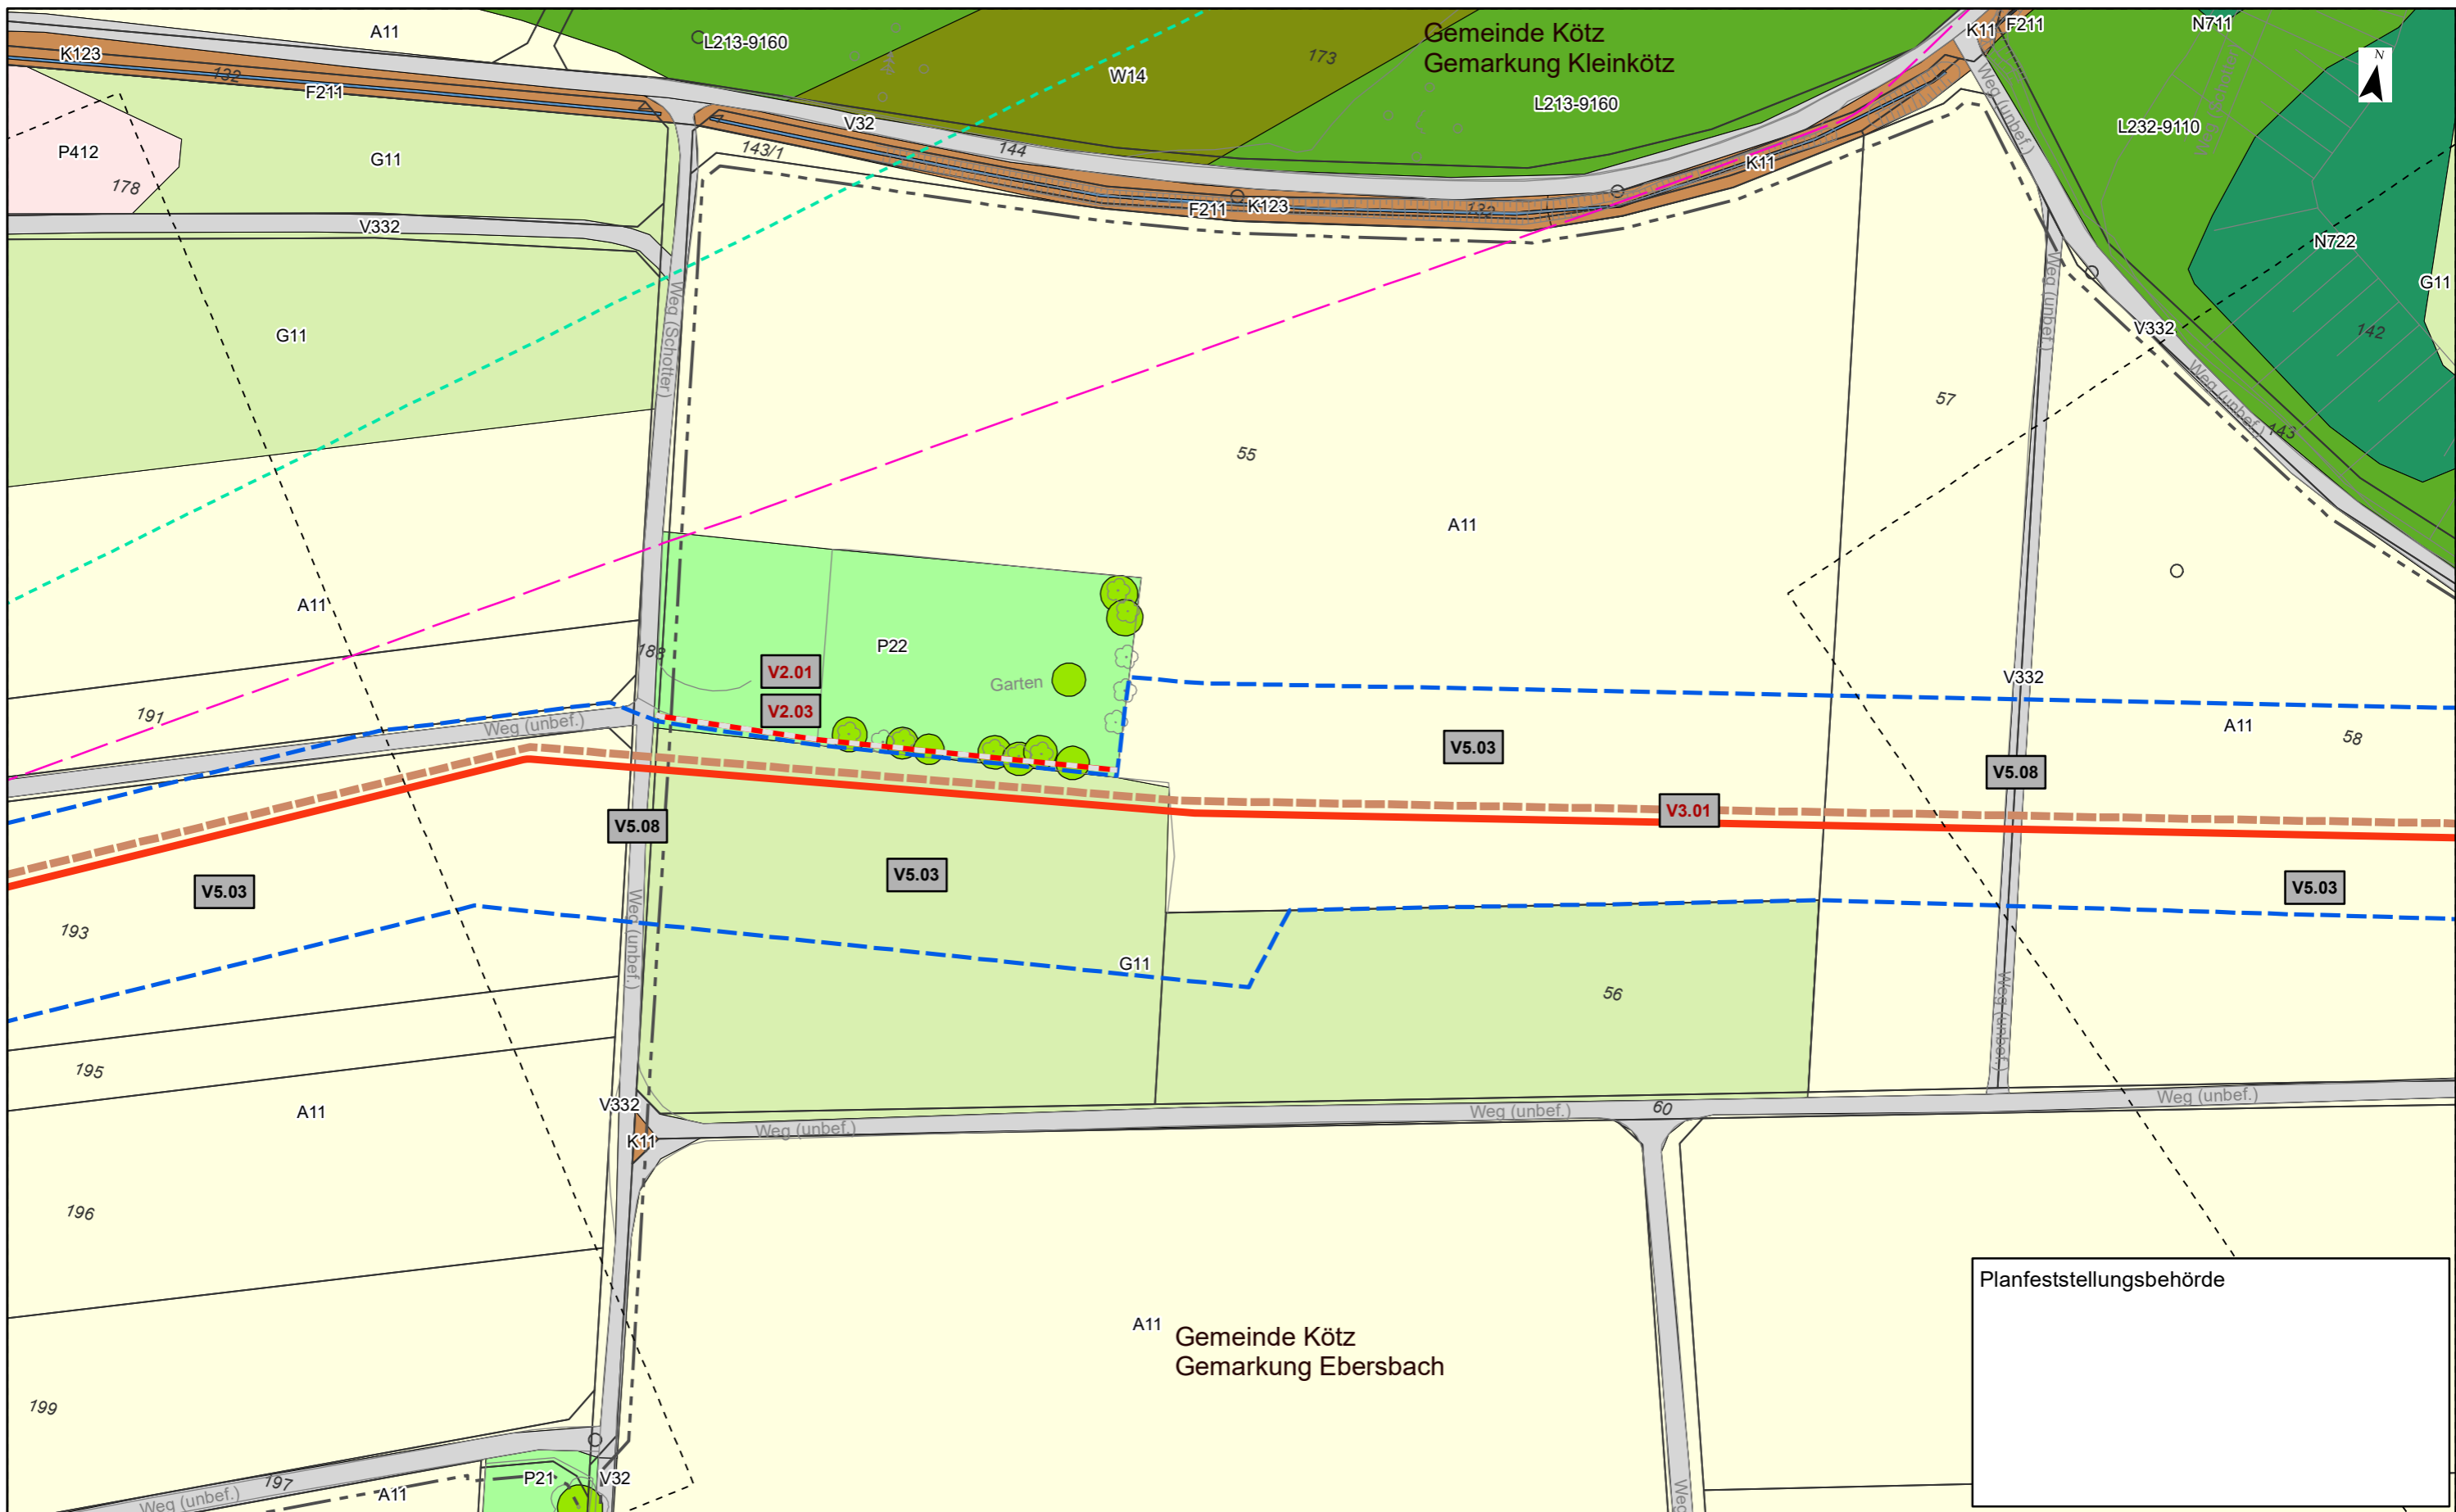 A11
L213-9160
Gemeinde Kötz
Gemarkung Kleinkötz
K11
F211
N711
K123
132
F211
W14
173
L213-9160
V32
143/1
144
K11
Weg (unbef.)
L232-9110
N
P412
178
G11
V332
F211
K123
132
N722
G11
Weg (Schotter)
G11
Weg (unbef.)
V332
142
Weg (unbef.)
143
57
55
A11
A11
188
P22
V2.01
V2.03
Garten
V332
191
Weg (unbef.)
V5.03
A11
58
V5.08
V3.01
V5.08
V5.03
V5.03
V5.03
193
Weg (unbef.)
G11
56
Weg (unbef.)
195
A11
V332
K11
Weg (unbef.)
Weg (unbef.)
60
Weg (unbef.)
196
Planfeststellungsbehörde
A11
Gemeinde Kötz
Gemarkung Ebersbach
199
197
Weg (unbef.)
A11
P21
V32
Weg